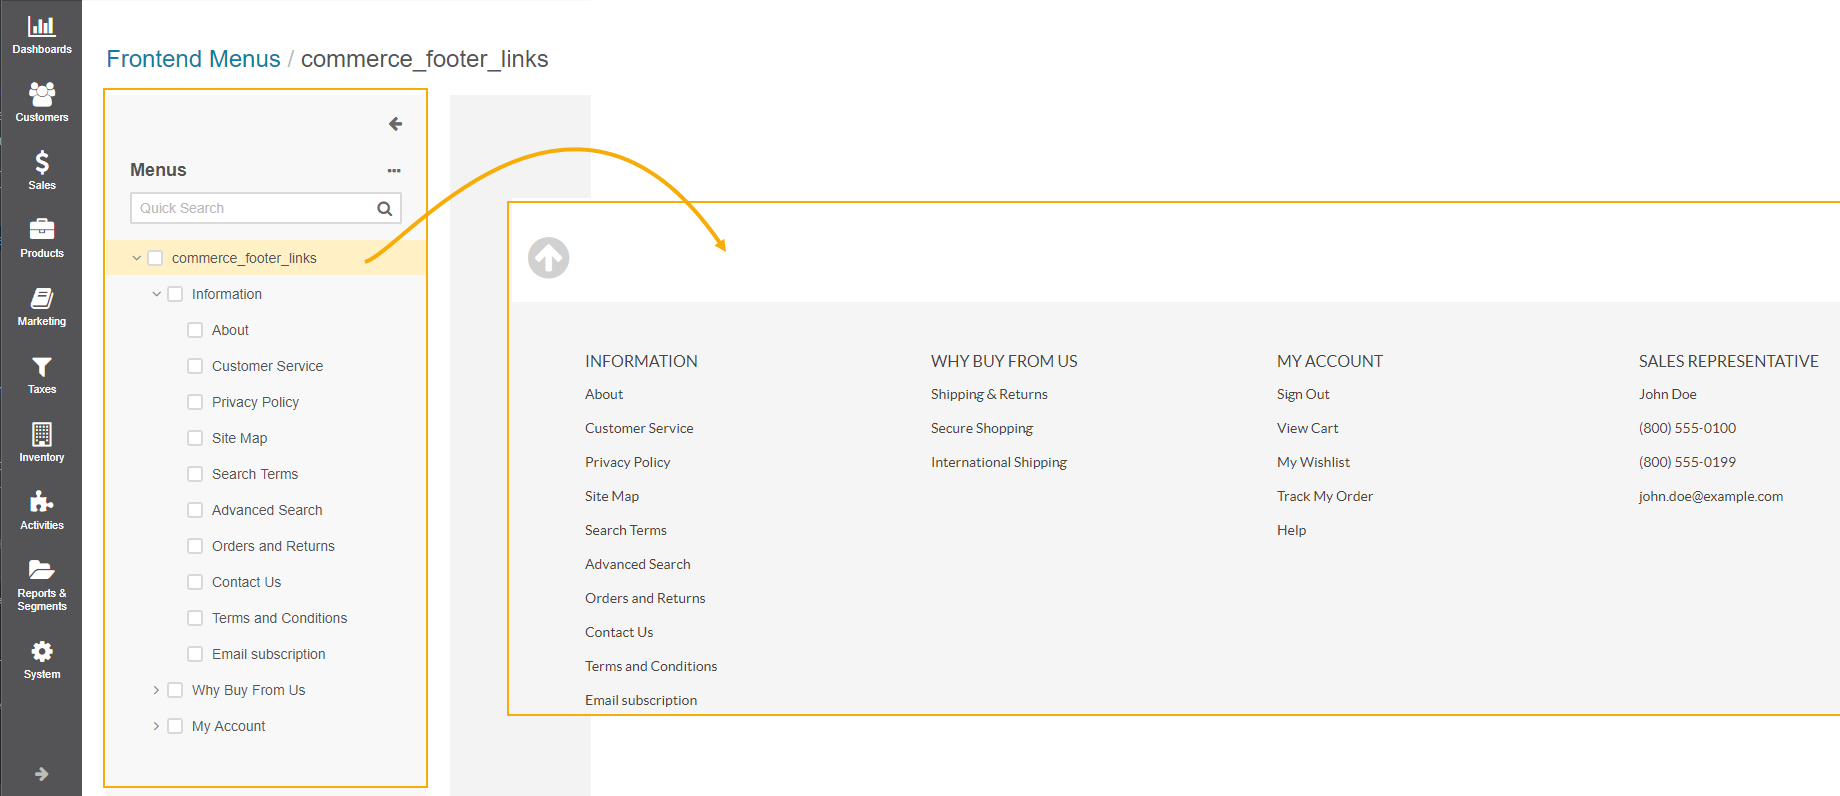 Dashboards
Customers
Sales
Products
Marketing
Taxes
Inventory
Activities
Reports &
Segments
System
Frontend Menus / commerce_footer_links
Menus
Quick Search
commerce_footer_links
Information
About
Customer Service
Privacy Policy
Site Map
Search Terms
Advanced Search
Orders and Returns
Contact Us
Terms and Conditions
Email subscription
Why Buy From Us
My Account
INFORMATION
About
Customer Service
Privacy Policy
Site Map
Search Terms
Advanced Search
Orders and Returns
Contact Us
Terms and Conditions
Email subscription
WHY BUY FROM US
Shipping & Returns
Secure Shopping
International Shipping
MY ACCOUNT
Sign Out
View Cart
My Wishlist
Track My Order
Help
SALES REPRESENTATIVE
John Doe
(800) 555-0100
(800) 555-0199
john.doe@example.com